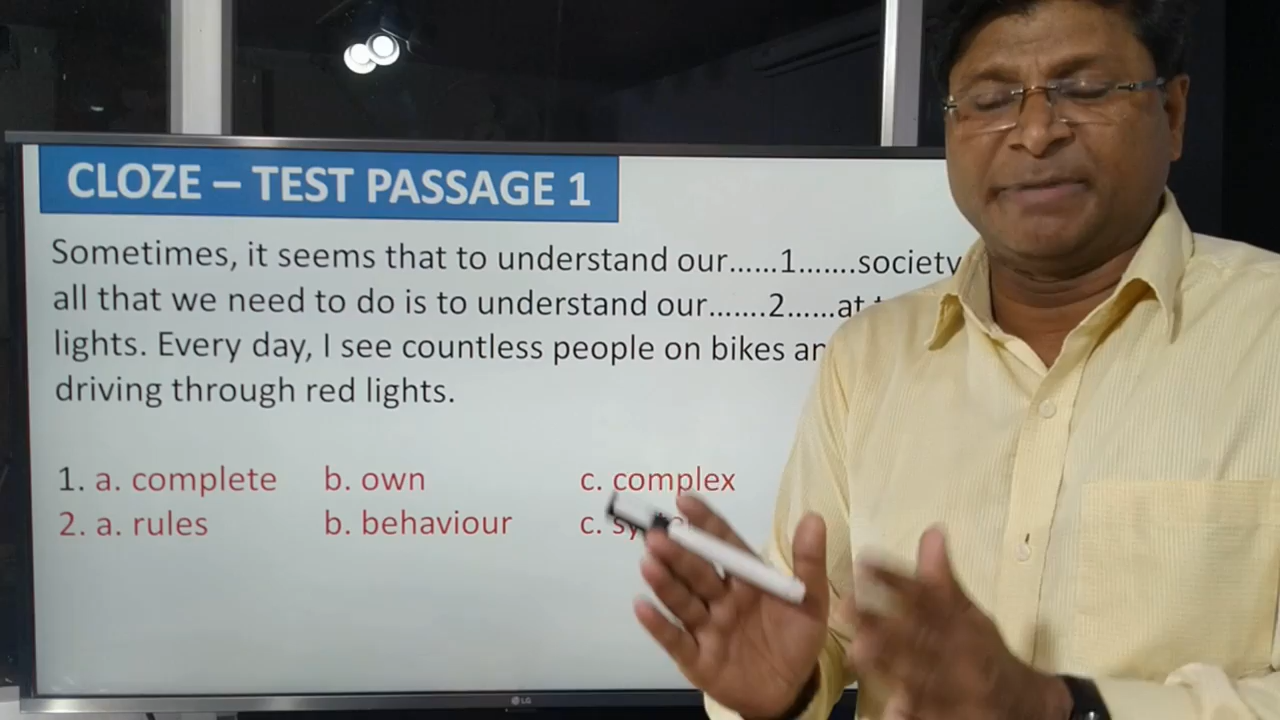 CLOZE – TEST PASSAGE 1
Sometimes, it seems that to understand our......1.......society
all that we need to do is to understand our.......2......at
lights. Every day, I see countless people on bikes
driving through red lights.
1. a. complete b. own c. complex
2. a. rules b. behaviour c.
LG